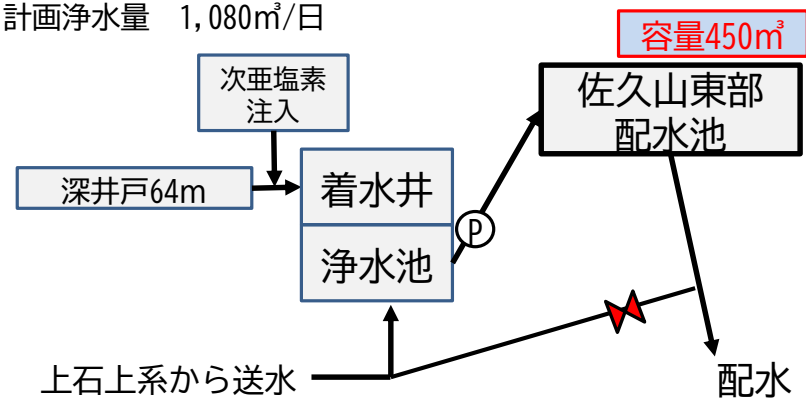 計画浄水量　1,080㎥/日
容量450㎥
次亜塩素
注入
佐久山東部
配水池
深井戸64m
着水井
P
浄水池
上石上系から送水
配水